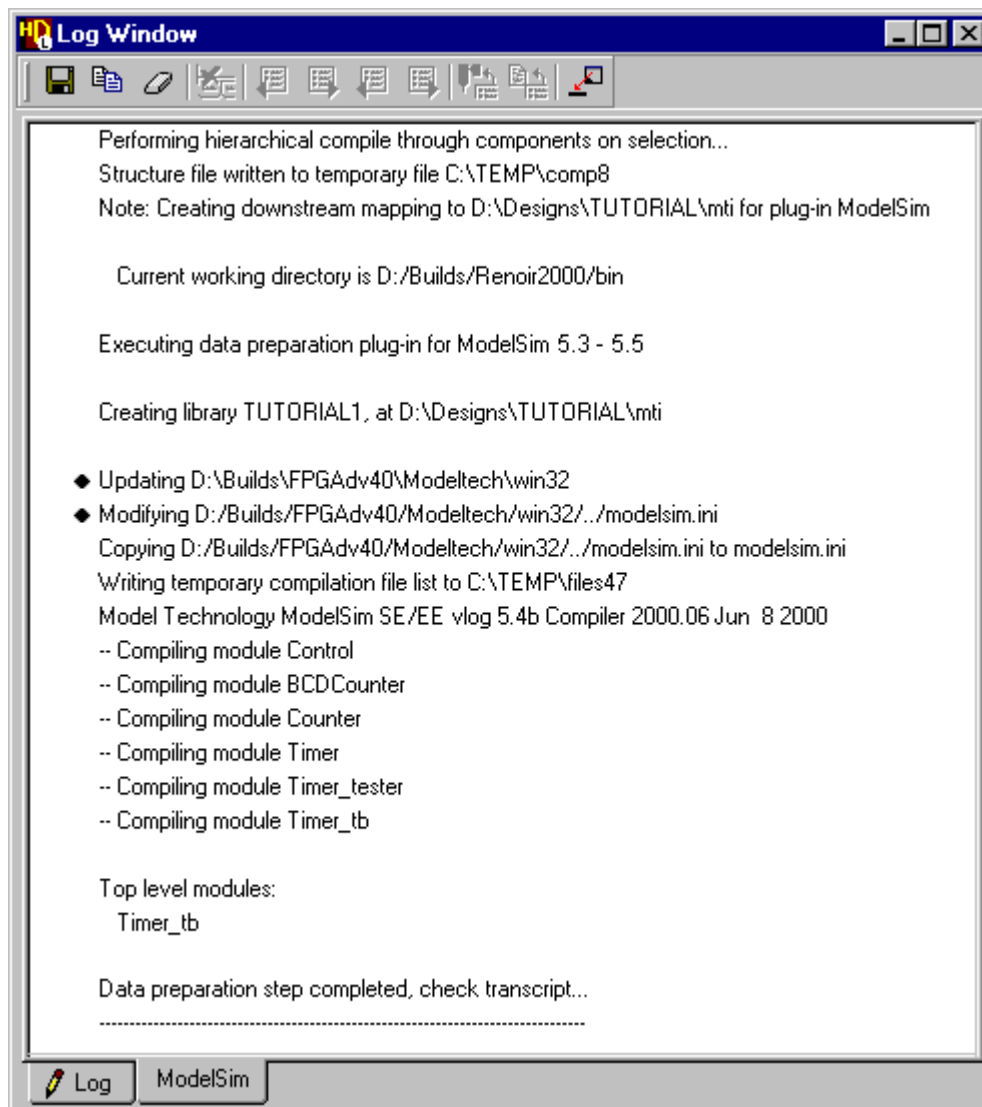 HDL Log Window
Performing hierarchical compile through components on selection...
Structure file written to temporary file C:\TEMP\comp8
Note: Creating downstream mapping to D:\Designs\TUTORIAL\mti for plug-in ModelSim
Current working directory is D:/Builds/Renoir2000/bin
Executing data preparation plug-in for ModelSim 5.3 - 5.5
Creating library TUTORIAL1, at D:\Designs\TUTORIAL\mti
◆ Updating D:\Builds\FPGAdv40\Modeltech\win32
◆ Modifying D:/Builds/FPGAdv40/Modeltech/win32/../modelsim.ini
Copying D:/Builds/FPGAdv40/Modeltech/win32/../modelsim.ini to modelsim.ini
Writing temporary compilation file list to C:\TEMP\files47
Model Technology ModelSim SE/EE vlog 5.4b Compiler 2000.06 Jun  8 2000
-- Compiling module Control
-- Compiling module BCDCounter
-- Compiling module Counter
-- Compiling module Timer
-- Compiling module Timer_tester
-- Compiling module Timer_tb
Top level modules:
Timer_tb
Data preparation step completed, check transcript...
---------------------------------------------------------------------------------
Log ModelSim